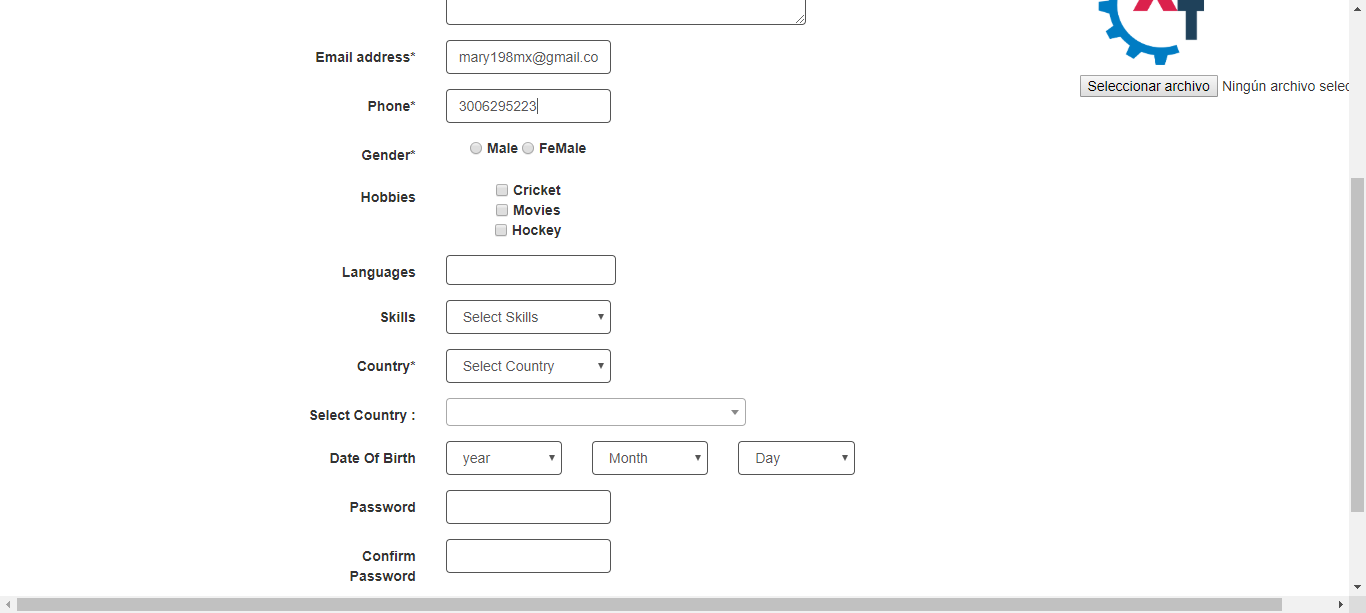 Email address* mary198mx@gmail.co
Seleccionar archivo Ningún archivo selec
Phone* 3006295223
Gender* Male FeMale
Hobbies Cricket
Movies
Hockey
Languages
Skills Select Skills
Country* Select Country
Select Country :
Date Of Birth year Month Day
Password
Confirm
Password